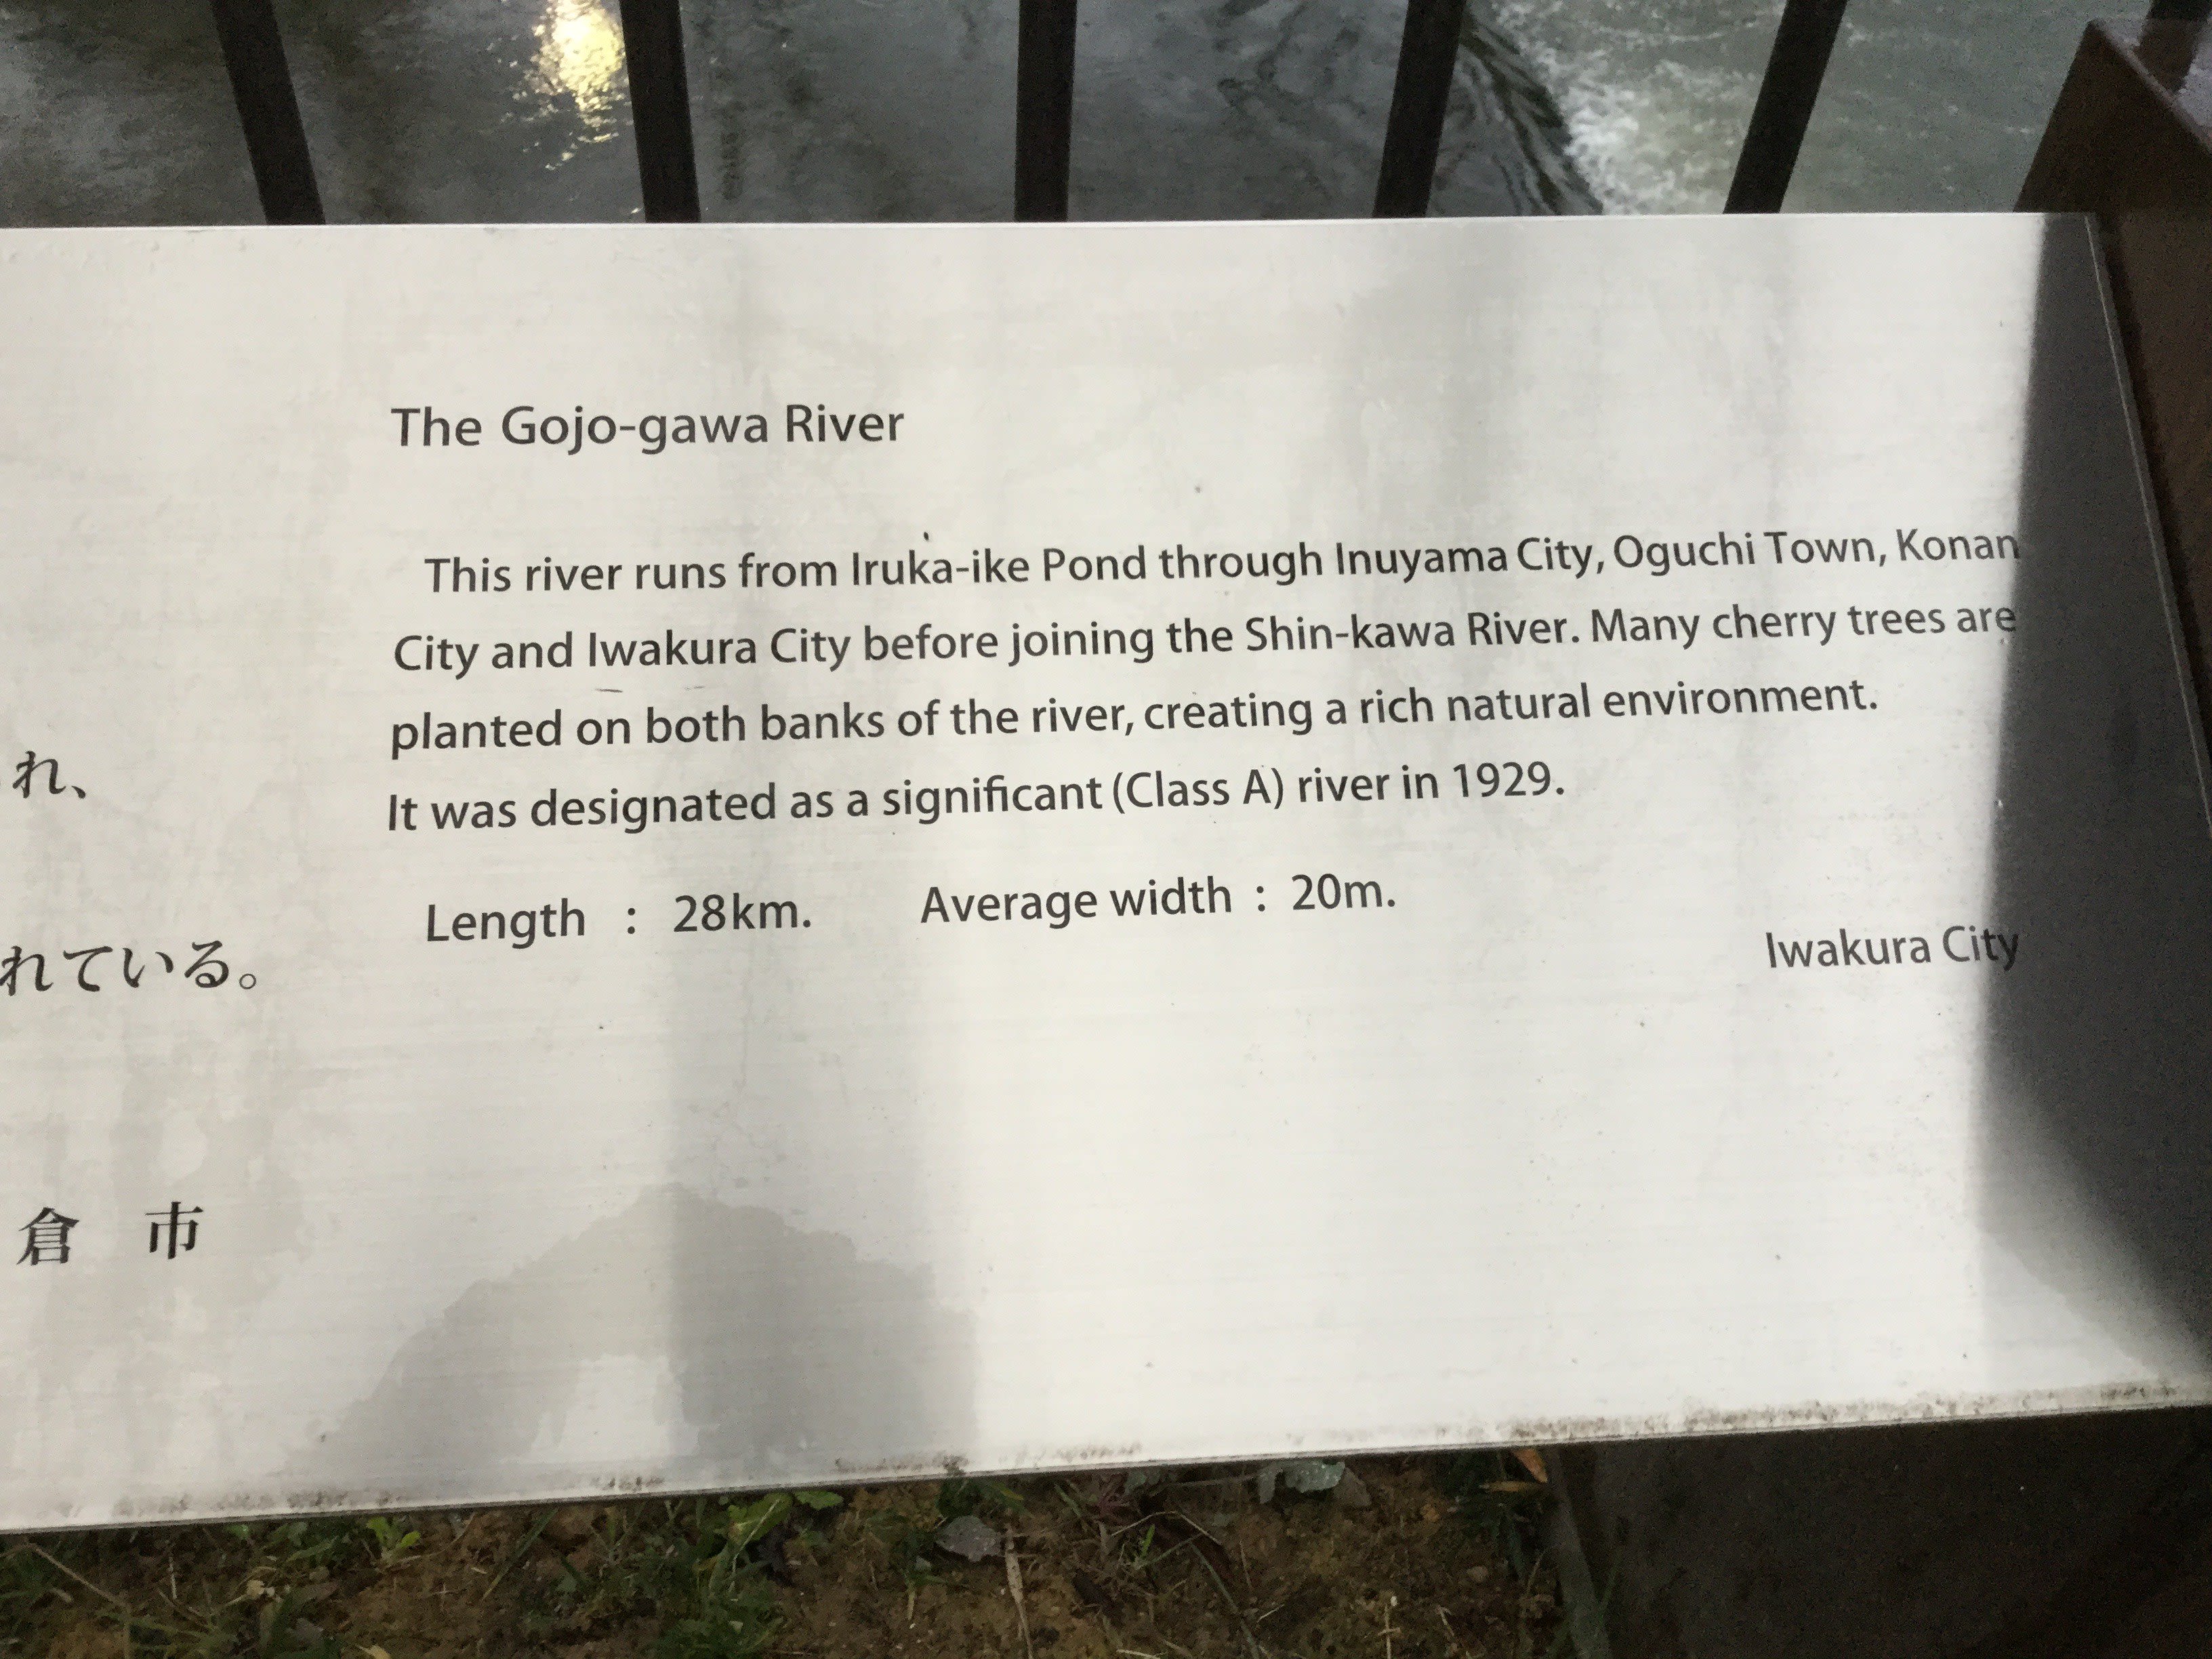 The Gojo-gawa River
This river runs from Iruka-ike Pond through Inuyama City, Oguchi Town, Konan
City and Iwakura City before joining the Shin-kawa River. Many cherry trees are
planted on both banks of the river, creating a rich natural environment.
It was designated as a significant (Class A) river in 1929.
Length : 28km. Average width : 20m.
Iwakura City
れ、
れている。
倉 市